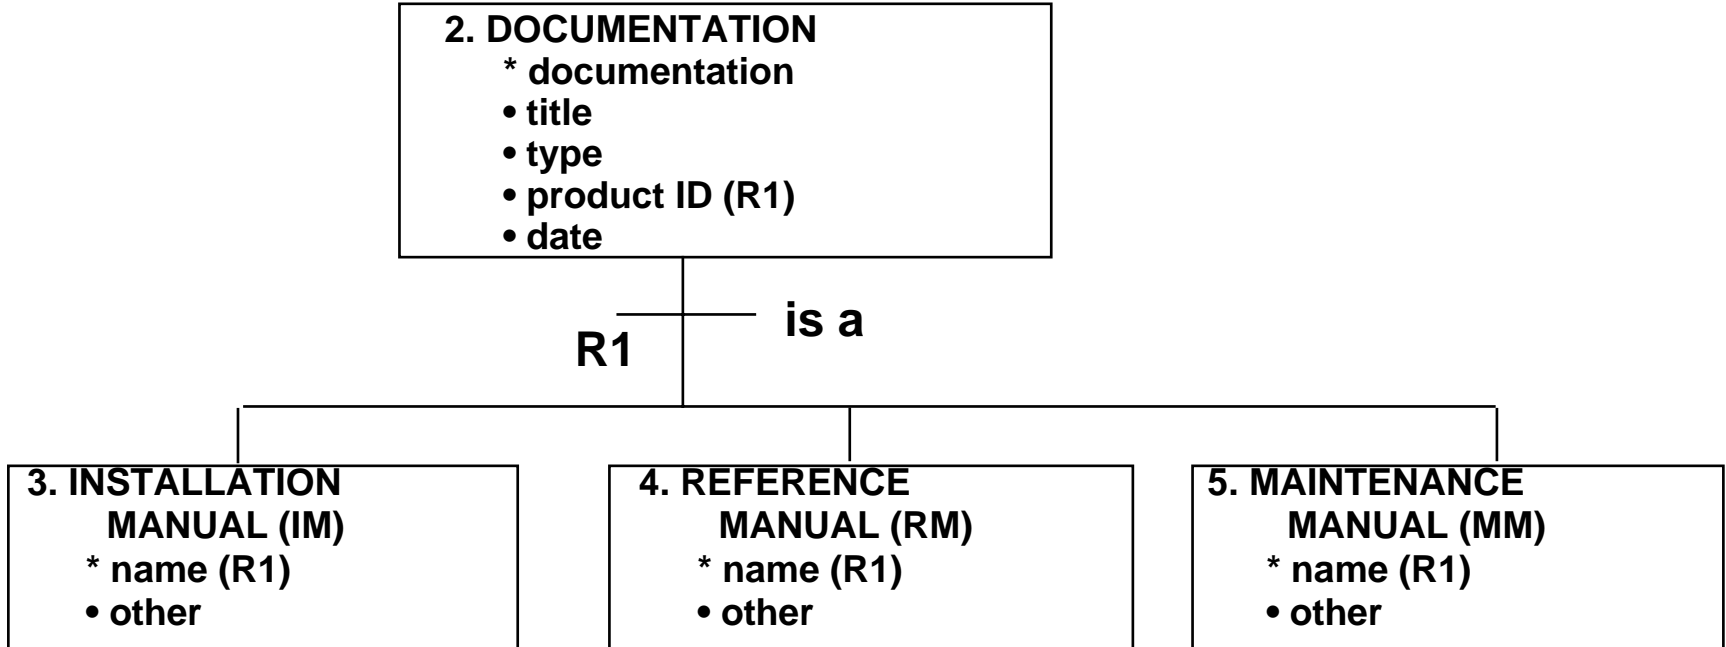 2. DOCUMENTATION
* documentation
• title
• type
• product ID (R1)
• date
is a
R1
3. INSTALLATION
MANUAL (IM)
* name (R1)
• other
4. REFERENCE
MANUAL (RM)
* name (R1)
• other
5. MAINTENANCE
MANUAL (MM)
* name (R1)
• other